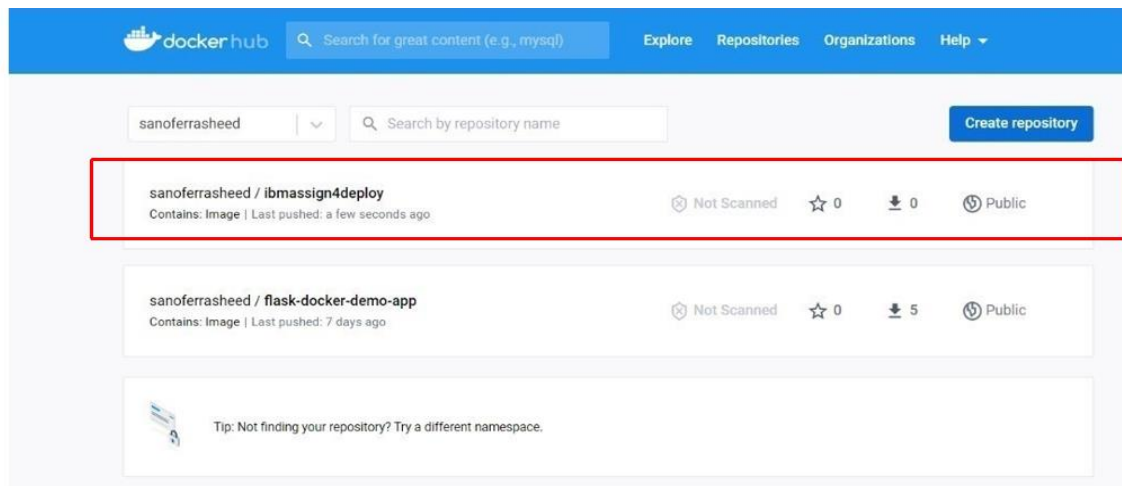 dockerhub Search for great content (e.g., mysql) Explore Repositories Organizations Help
sanoferrasheed Search by repository name Create repository
sanoferrasheed / ibmassign4deploy
Contains: Image | Last pushed: a few seconds ago
Not Scanned 0 0 Public
sanoferrasheed / flask-docker-demo-app
Contains: Image | Last pushed: 7 days ago
Not Scanned 0 5 Public
Tip: Not finding your repository? Try a different namespace.